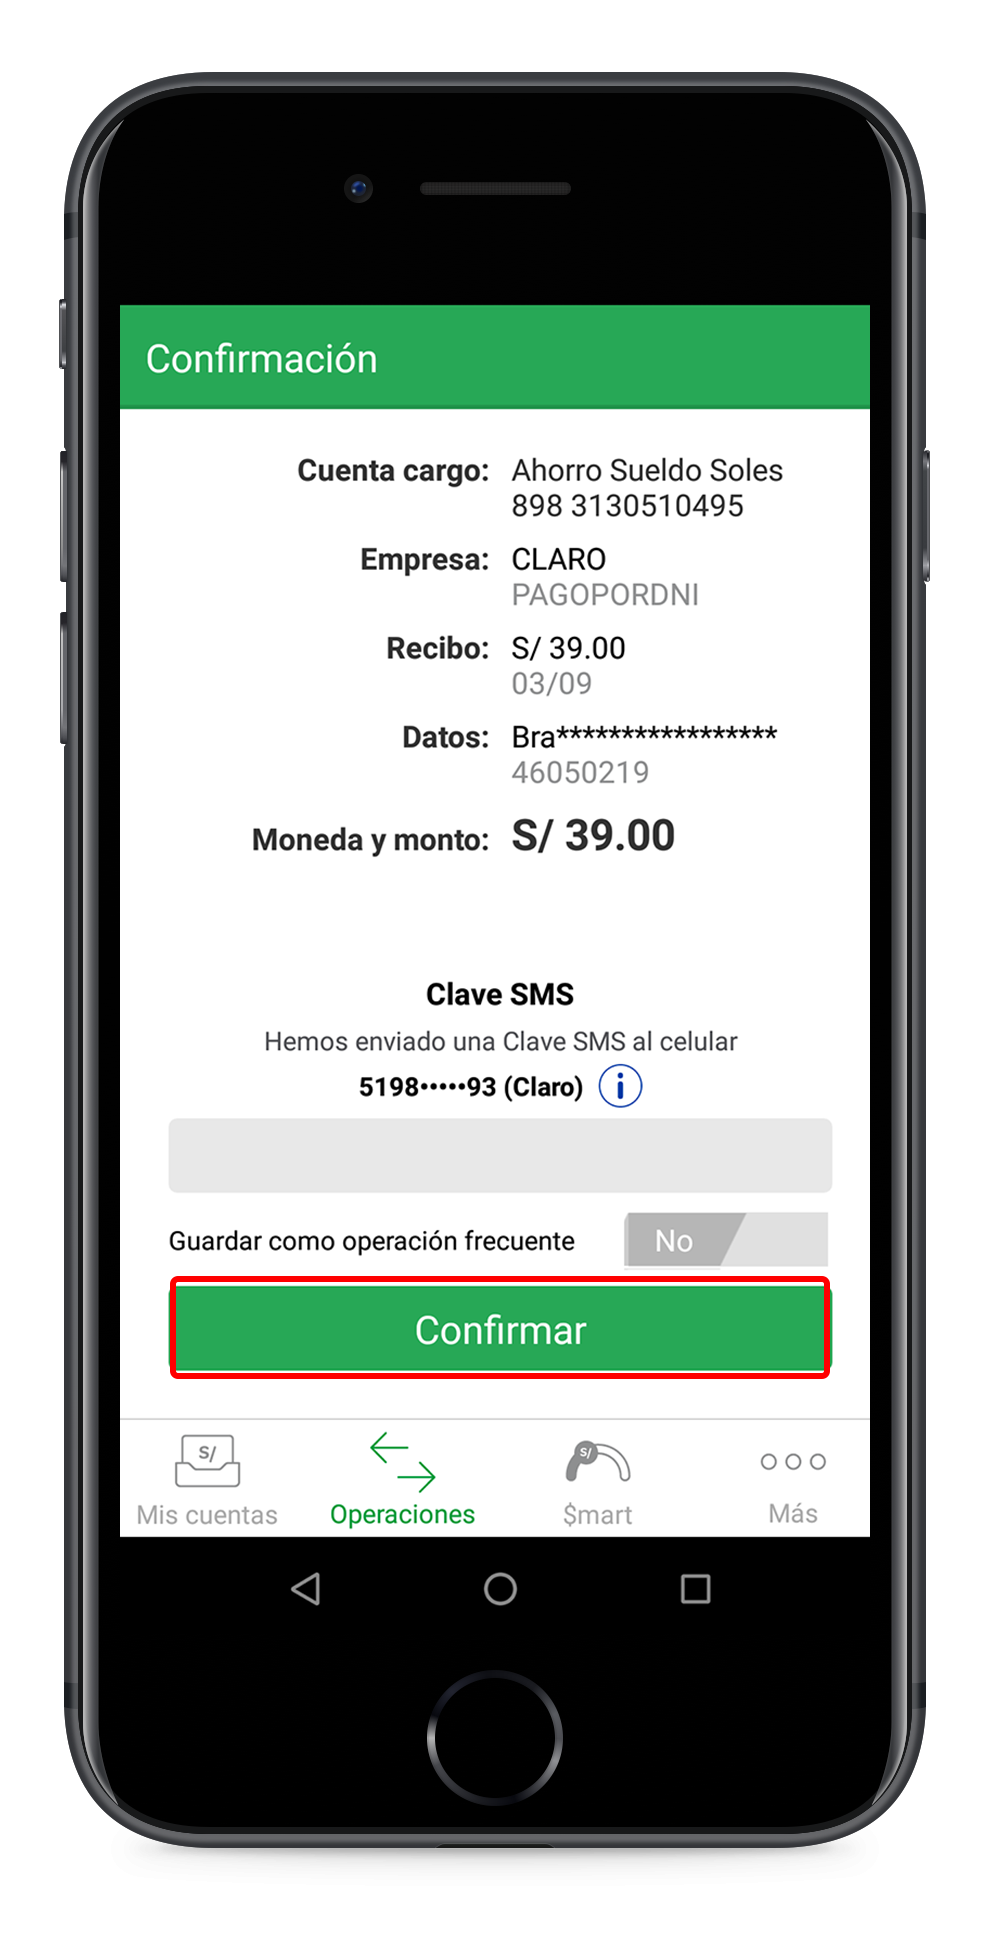 Confirmación
Cuenta cargo: Ahorro Sueldo Soles
898 3130510495
Empresa: CLARO
PAGOPORDNI
Recibo: S/ 39.00
03/09
Datos: Bra*****************
46050219
Moneda y monto: S/ 39.00
Clave SMS
Hemos enviado una Clave SMS al celular
5198•••••93 (Claro) i
Guardar como operación frecuente No
Confirmar
S/ S/
Mis cuentas Operaciones $mart Más